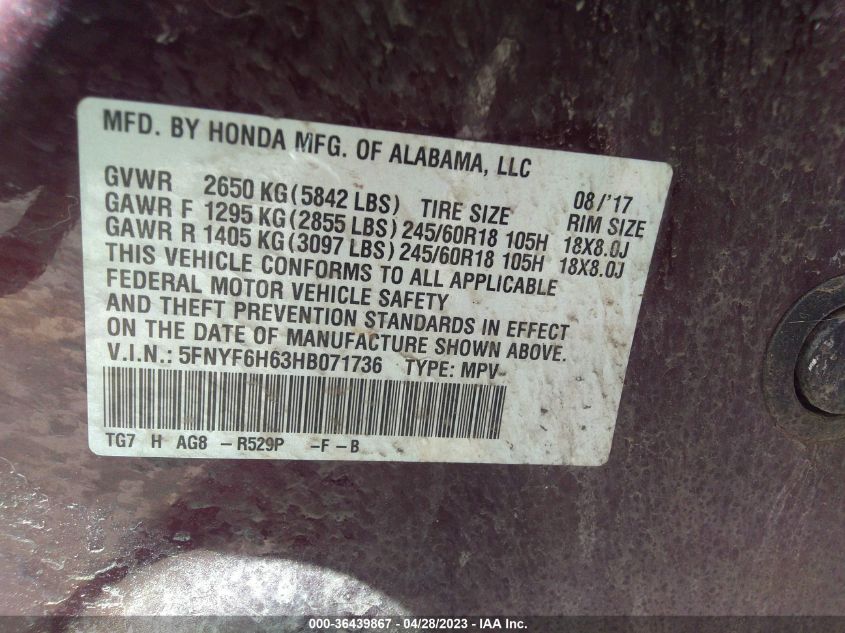 MFD. BY HONDA MFG. OF ALABAMA, LLC
08/'17
GVWR 2650 KG (5842 LBS) TIRE SIZE RIM SIZE
GAWR F 1295 KG (2855 LBS) 245/60R18 105H 18X8.0J
GAWR R 1405 KG (3097 LBS) 245/60R18 105H 18X8.0J
THIS VEHICLE CONFORMS TO ALL APPLICABLE
FEDERAL MOTOR VEHICLE SAFETY
AND THEFT PREVENTION STANDARDS IN EFFECT
ON THE DATE OF MANUFACTURE SHOWN ABOVE.
V.I.N.: 5FNYF6H63HB071736 TYPE: MPV
TG7 H AG8 -R529P -F-B
000-36439867 - 04/28/2023 - IAA Inc.